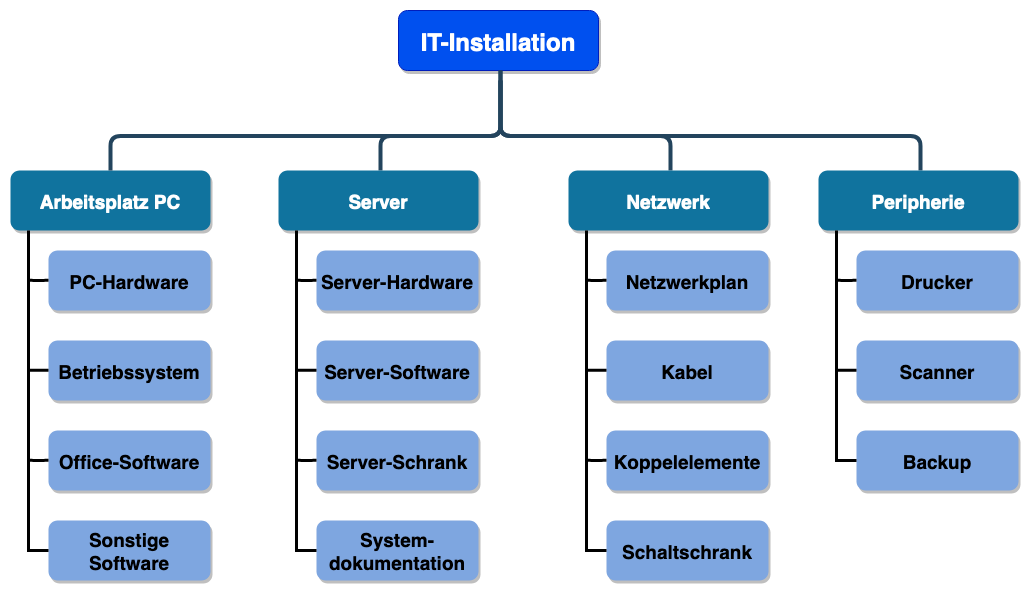 IT-Installation
Arbeitsplatz PC
PC-Hardware
Betriebssystem
Office-Software
Sonstige
Software
Server
Server-Hardware
Server-Software
Server-Schrank
System-
dokumentation
Netzwerk
Netzwerkplan
Kabel
Koppelelemente
Schaltschrank
Peripherie
Drucker
Scanner
Backup